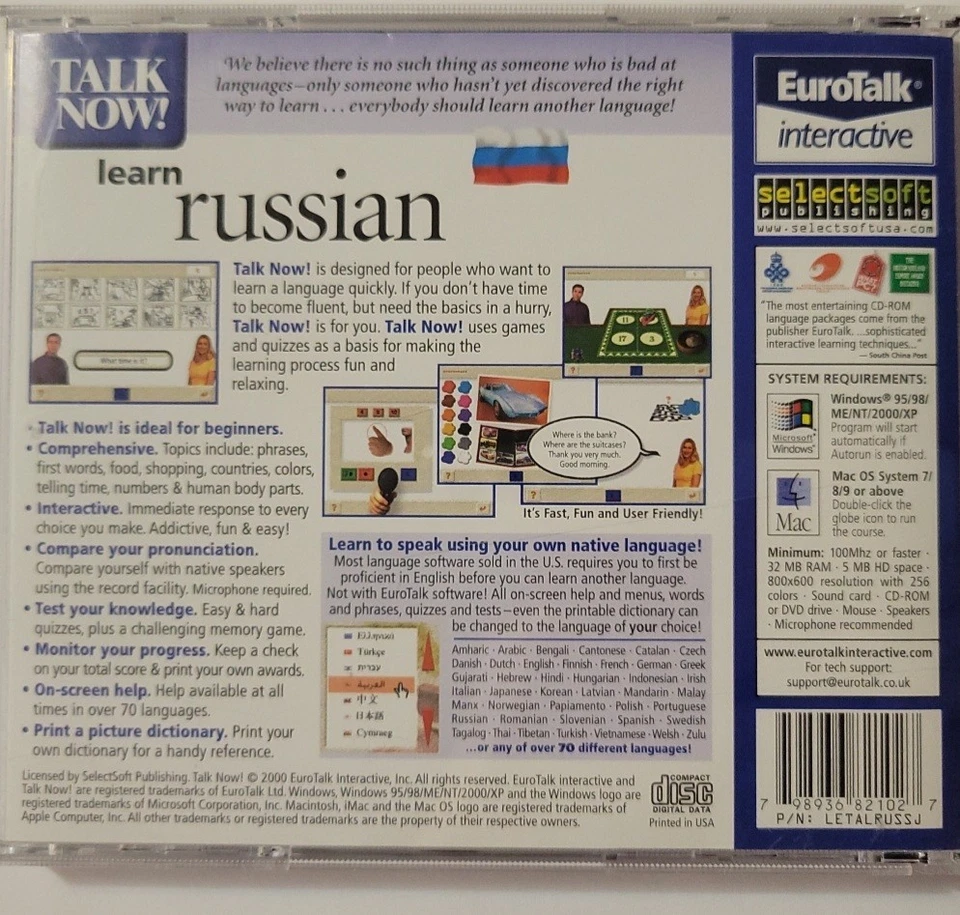 TALK
NOW!
We believe there is no such thing as someone who is bad at
languages—only someone who hasn't yet discovered the right
way to learn . . . everybody should learn another language!
learn
russian
Talk Now! is designed for people who want to
learn a language quickly. If you don't have time
to become fluent, but need the basics in a hurry,
Talk Now! is for you. Talk Now! uses games
and quizzes as a basis for making the
learning process fun and
relaxing.
What time is it?
11
17
3
Where is the bank?
Where are the suitcases?
Thank you very much.
Good morning.
It's Fast, Fun and User Friendly!
· Talk Now! is ideal for beginners.
• Comprehensive. Topics include: phrases,
first words, food, shopping, countries, colors,
telling time, numbers & human body parts.
• Interactive. Immediate response to every
choice you make. Addictive, fun & easy!
• Compare your pronunciation.
Compare yourself with native speakers
using the record facility. Microphone required.
• Test your knowledge. Easy & hard
quizzes, plus a challenging memory game.
• Monitor your progress. Keep a check
on your total score & print your own awards.
• On-screen help. Help available at all
times in over 70 languages.
• Print a picture dictionary. Print your
own dictionary for a handy reference.
Learn to speak using your own native language!
Most language software sold in the U.S. requires you to first be
proficient in English before you can learn another language.
Not with EuroTalk software! All on-screen help and menus, words
and phrases, quizzes and tests—even the printable dictionary can
be changed to the language of your choice!
Ελληνικά
Türkçe
עברית
العربية
中文
日本語
Cymraeg
Amharic · Arabic · Bengali · Cantonese · Catalan · Czech
Danish · Dutch · English · Finnish · French · German · Greek
Gujarati · Hebrew · Hindi · Hungarian · Indonesian · Irish
Italian · Japanese · Korean · Latvian · Mandarin · Malay
Manx · Norwegian · Papiamento · Polish · Portuguese
Russian · Romanian · Slovenian · Spanish · Swedish
Tagalog · Thai · Tibetan · Turkish · Vietnamese · Welsh · Zulu
...or any of over 70 different languages!
Licensed by SelectSoft Publishing. Talk Now! © 2000 EuroTalk Interactive, Inc. All rights reserved. EuroTalk interactive and
Talk Now! are registered trademarks of EuroTalk Ltd. Windows, Windows 95/98/ME/NT/2000/XP and the Windows logo are
registered trademarks of Microsoft Corporation, Inc. Macintosh, iMac and the Mac OS logo are registered trademarks of
Apple Computer, Inc. All other trademarks or registered trademarks are the property of their respective owners.
COMPACT
disc
DIGITAL DATA
Printed in USA
EuroTalk®
interactive
selectsoft
publishing
www.selectsoftusa.com
"The most entertaining CD-ROM
language packages come from the
publisher EuroTalk. ...sophisticated
interactive learning techniques..."
— South China Post
SYSTEM REQUIREMENTS:
Microsoft®
Windows®
Windows® 95/98/
ME/NT/2000/XP
Program will start
automatically if
Autorun is enabled.
Mac
Mac OS System 7/
8/9 or above
Double-click the
globe icon to run
the course.
Minimum: 100Mhz or faster ·
32 MB RAM · 5 MB HD space ·
800x600 resolution with 256
colors · Sound card · CD-ROM
or DVD drive · Mouse · Speakers
· Microphone recommended
www.eurotalkinteractive.com
For tech support:
support@eurotalk.co.uk
7 98936 82102 7
P/N: LETALRUSSJ